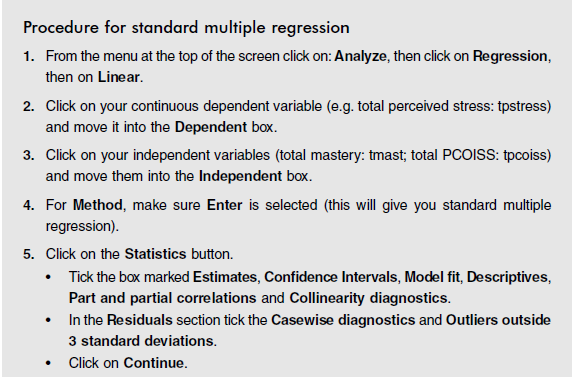 Procedure for standard multiple regression
1. From the menu at the top of the screen click on: Analyze, then click on Regression,
then on Linear.
2. Click on your continuous dependent variable (e.g. total perceived stress: tpstress)
and move it into the Dependent box.
3. Click on your independent variables (total mastery: tmast; total PCOISS: tpcoiss)
and move them into the Independent box.
4. For Method, make sure Enter is selected (this will give you standard multiple
regression).
5. Click on the Statistics button.
• Tick the box marked Estimates, Confidence Intervals, Model fit, Descriptives,
Part and partial correlations and Collinearity diagnostics.
• In the Residuals section tick the Casewise diagnostics and Outliers outside
3 standard deviations.
• Click on Continue.